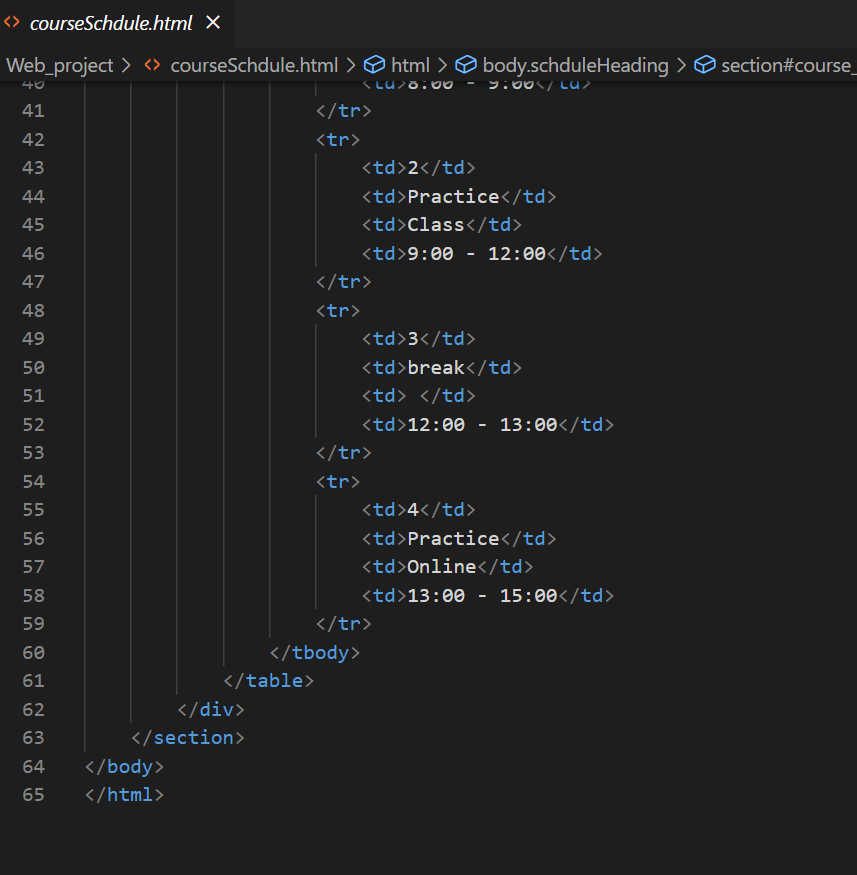 courseSchdule.html
Web_project > courseSchdule.html > html > body.schduleHeading > section#course_
40 <td>8:00 - 9:00</td>
41 </tr>
42 <tr>
43 <td>2</td>
44 <td>Practice</td>
45 <td>Class</td>
46 <td>9:00 - 12:00</td>
47 </tr>
48 <tr>
49 <td>3</td>
50 <td>break</td>
51 <td> </td>
52 <td>12:00 - 13:00</td>
53 </tr>
54 <tr>
55 <td>4</td>
56 <td>Practice</td>
57 <td>Online</td>
58 <td>13:00 - 15:00</td>
59 </tr>
60 </tbody>
61 </table>
62 </div>
63 </section>
64 </body>
65 </html>